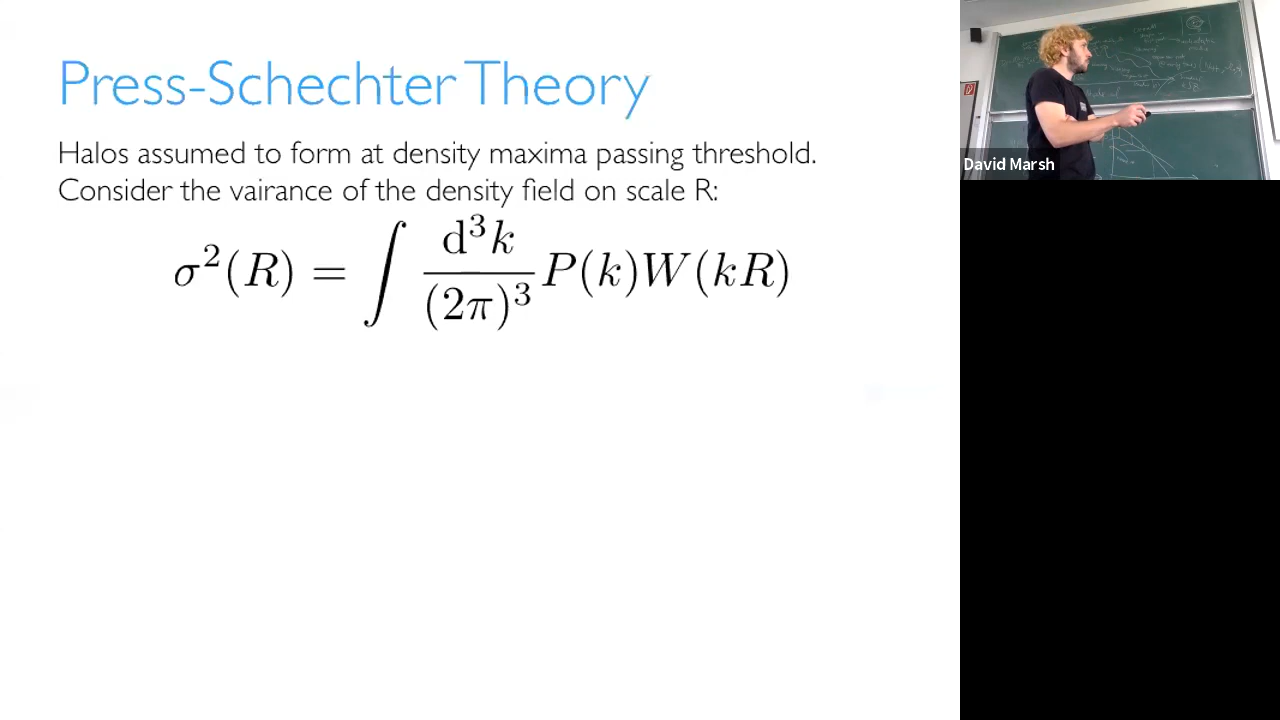 Press-Schechter Theory
Halos assumed to form at density maxima passing threshold.
Consider the vairance of the density field on scale R:
σ²(R) = ∫ d³k/(2π)³ P(k)W(kR)
David Marsh